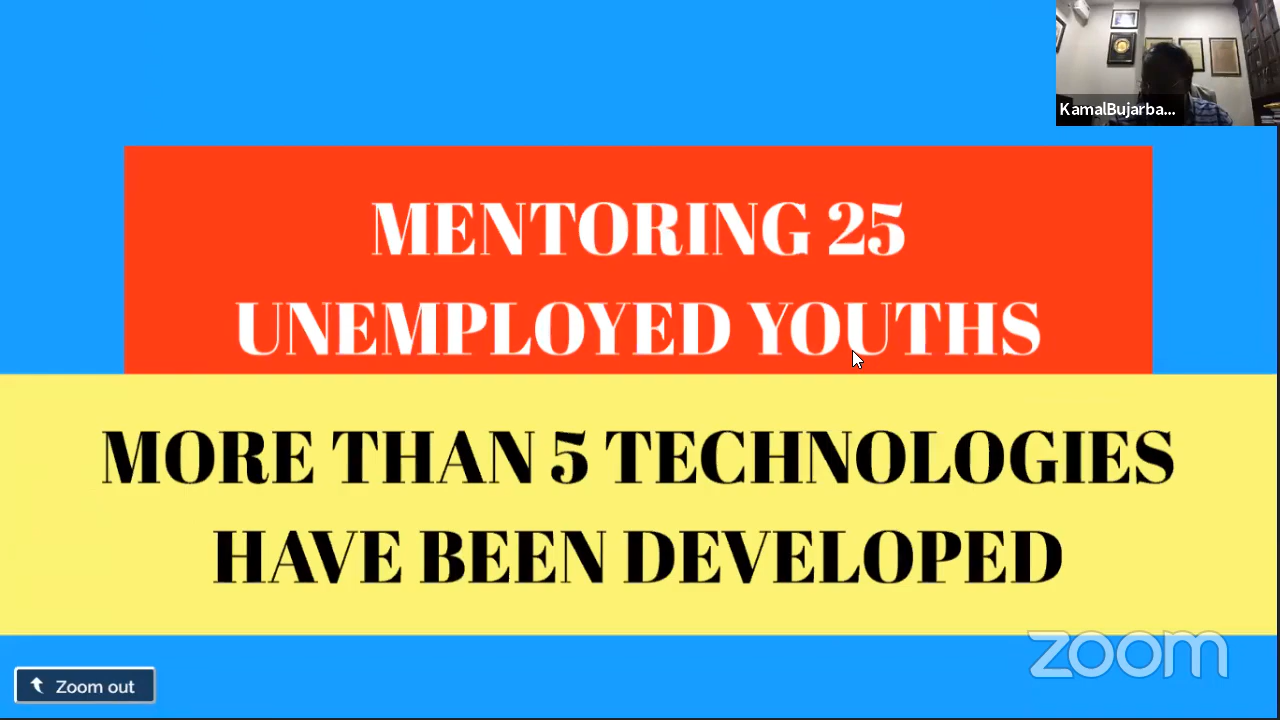 KamalBujarba...
MENTORING 25
UNEMPLOYED YOUTHS
MORE THAN 5 TECHNOLOGIES
HAVE BEEN DEVELOPED
zoom
Zoom out